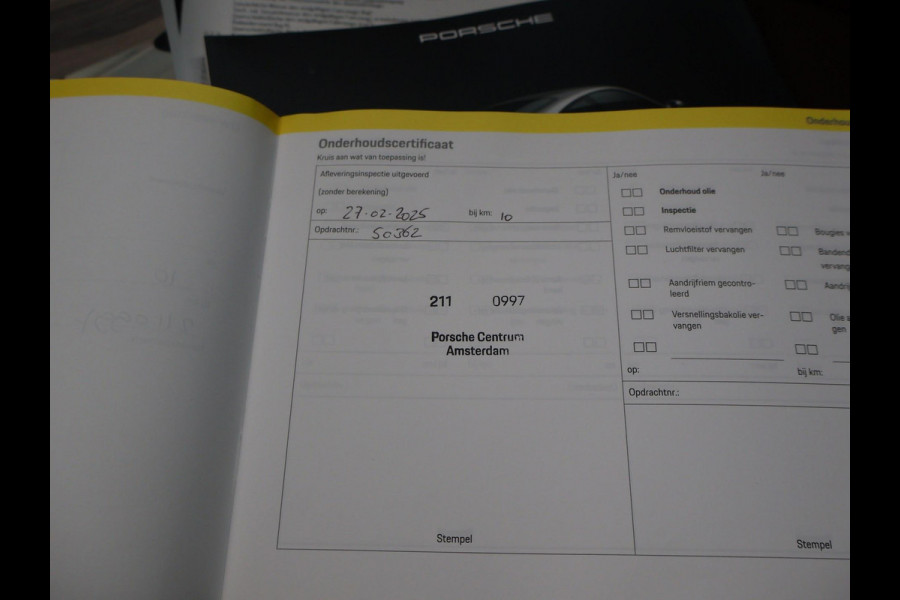 PORSCHE
Onderhoudscertificaat
Kruis aan wat van toepassing is!
Afleveringsinspectie uitgevoerd
(zonder berekening)
op: 27-02-2025 bij km: 10
Opdrachtnr.: 50362
211 0997
Porsche Centrum
Amsterdam
Stempel
Ja/nee Ja/nee
Onderhoud olie
Inspectie
Remvloeistof vervangen
Luchtfilter vervangen
Aandrijfriem gecontro-
leerd
Versnellingsbakolie ver-
vangen
Olie
gen
op: bij km:
Opdrachtnr.:
Stempel